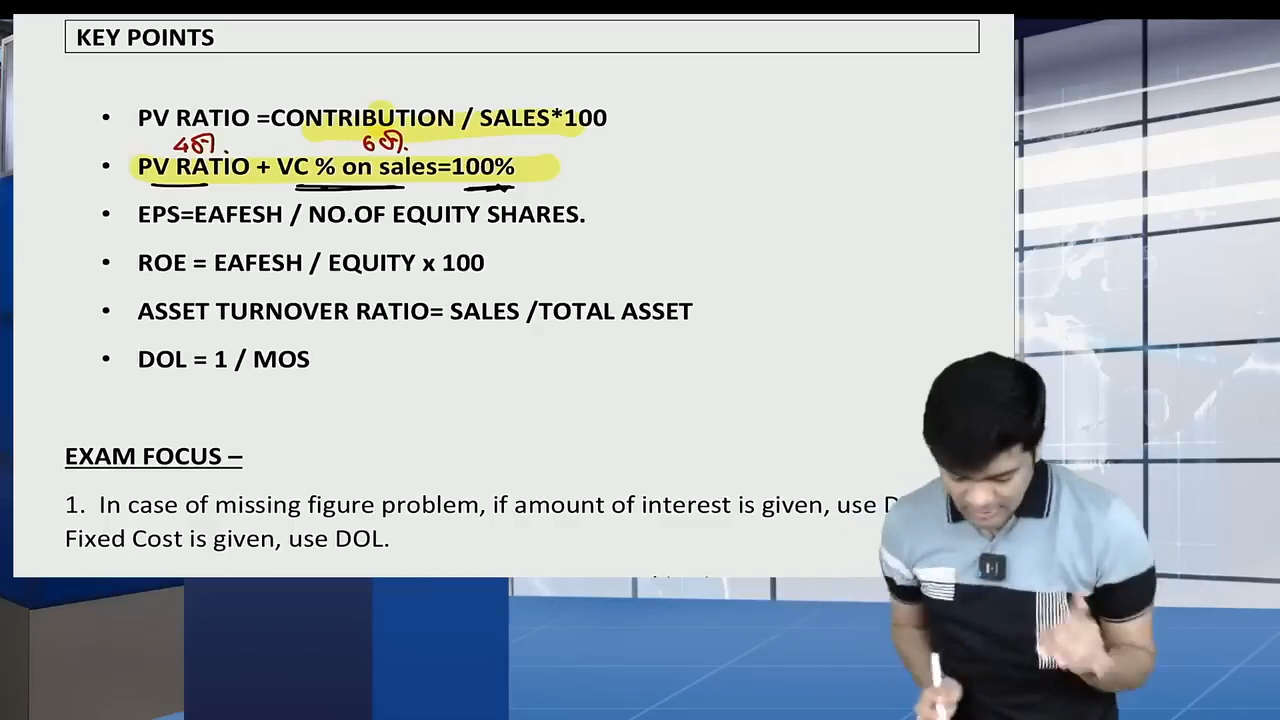 KEY POINTS
• PV RATIO =CONTRIBUTION / SALES*100
• PV RATIO + VC % on sales=100%
• EPS=EAFESH / NO.OF EQUITY SHARES.
• ROE = EAFESH / EQUITY x 100
• ASSET TURNOVER RATIO= SALES /TOTAL ASSET
• DOL = 1 / MOS
EXAM FOCUS –
1. In case of missing figure problem, if amount of interest is given, use
Fixed Cost is given, use DOL.